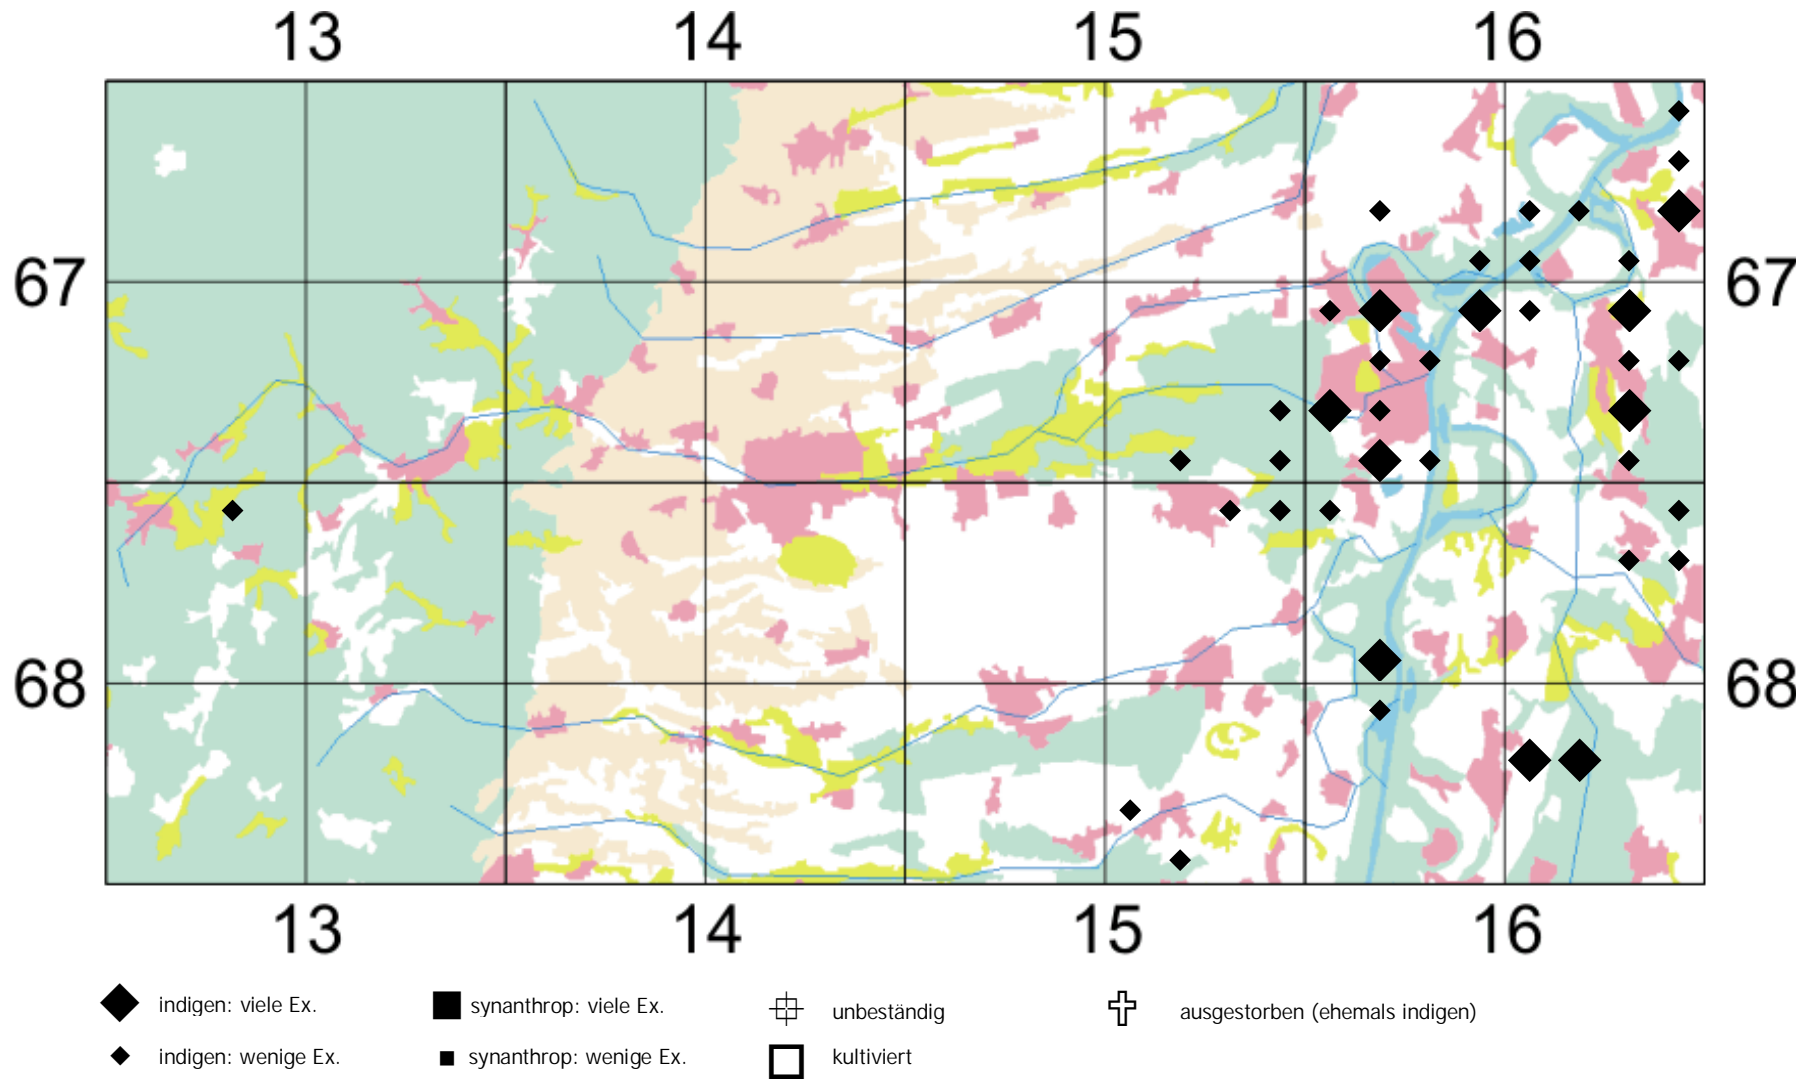 13 14 15 16
67 67
68 68
13 14 15 16
indigen: viele Ex. synanthrop: viele Ex. unbeständig ausgestorben (ehemals indigen)
indigen: wenige Ex. synanthrop: wenige Ex. kultiviert